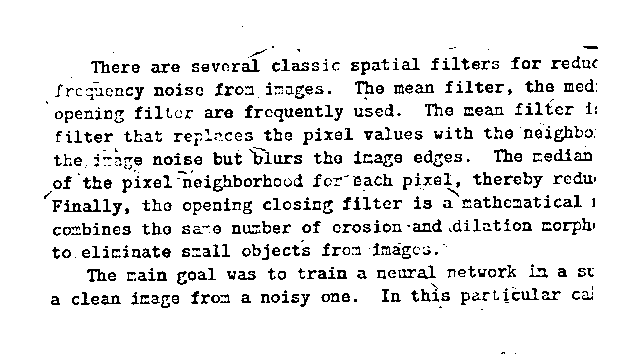 There are several classic spatial filters for reduc
frequency noise from images. The mean filter, the med
opening filter are frequently used. The mean filter i
filter that replaces the pixel values with the neighbo
the image noise but blurs the image edges. The median
of the pixel neighborhood for each pixel, thereby redu
Finally, the opening closing filter is a mathematical
combines the same number of erosion and dilation morph
to eliminate small objects from images.
The main goal was to train a neural network in a su
a clean image from a noisy one. In this particular ca